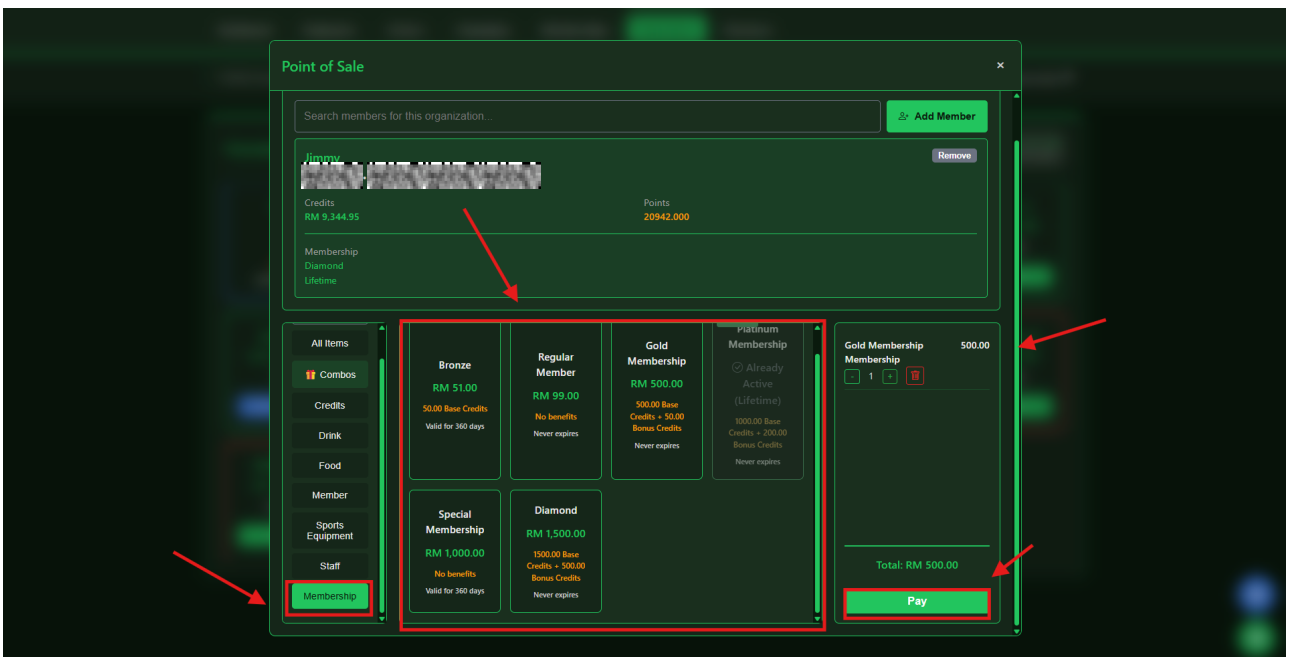 Point of Sale
×
Search members for this organization...
Add Member
Jimmy
Remove
Credits
Points
RM 9,344.95
20942.000
Membership
Diamond
Lifetime
All Items
Combos
Credits
Drink
Food
Member
Sports
Equipment
Staff
Membership
Bronze
RM 51.00
50.00 Base Credits
Valid for 360 days
Regular
Member
RM 99.00
No benefits
Never expires
Gold
Membership
RM 500.00
500.00 Base
Credits + 50.00
Bonus Credits
Never expires
Platinum
Membership
Already
Active
(Lifetime)
1000.00 Base
Credits + 200.00
Bonus Credits
Never expires
Special
Membership
RM 1,000.00
No benefits
Valid for 360 days
Diamond
RM 1,500.00
1500.00 Base
Credits + 500.00
Bonus Credits
Never expires
Gold Membership 500.00
Membership
- 1 +
Total: RM 500.00
Pay